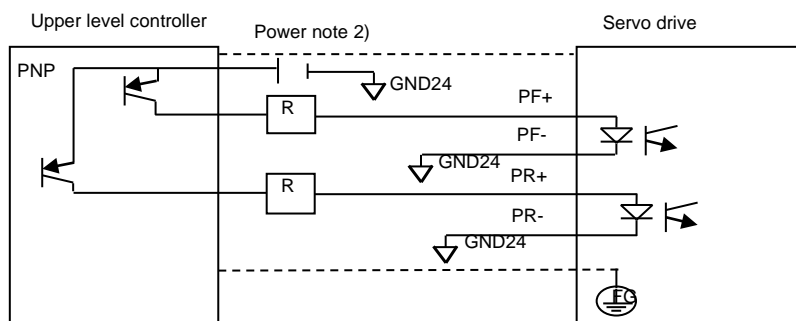 Upper level controller
Power note 2)
Servo drive
PNP
GND24
R
PF+
PF-
GND24
R
PR+
PR-
GND24
FG